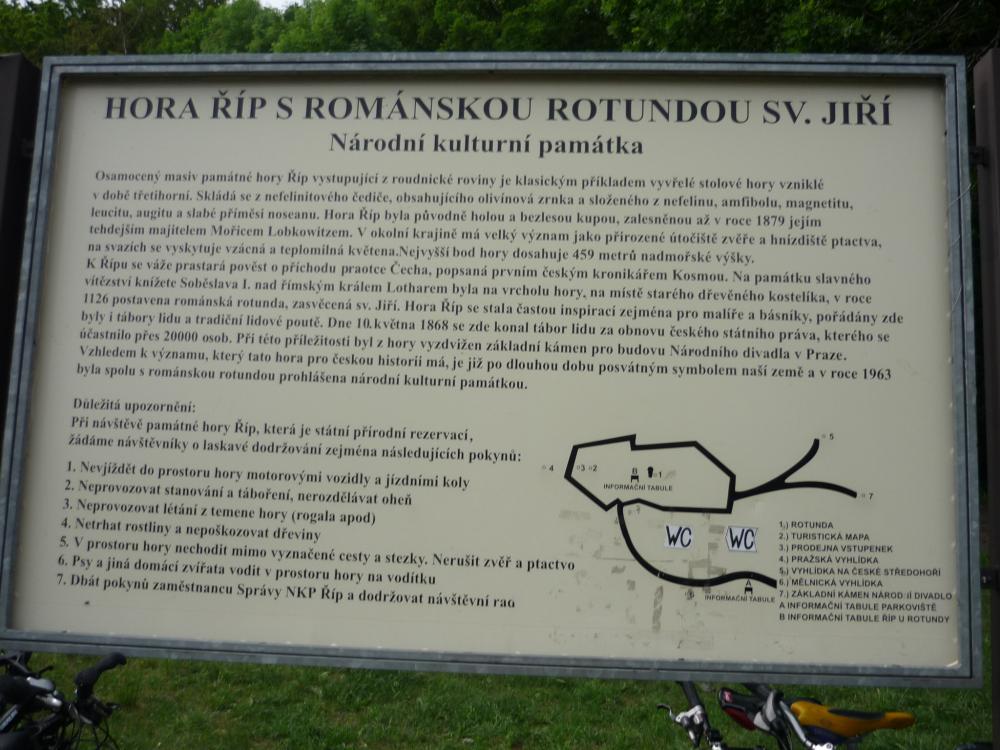 HORA ŘÍP S ROMÁNSKOU ROTUNDOU SV. JIŘÍ
Národní kulturní památka
Osamocený masiv památné hory Říp vystupující z roudnické roviny je klasickým příkladem vyvřelé stolové hory vzniklé
v době třetihorní. Skládá se z nefelinitového čediče, obsahujícího olivínová zrnka a složeného z nefelinu, amfibolu, magnetitu,
leucitu, augitu a slabé příměsi noseanu. Hora Říp byla původně holou a bezlesou kupou, zalesněnou až v roce 1879 jejím
tehdejším majitelem Mořicem Lobkowitzem. V okolní krajině má velký význam jako přirozené útočiště zvěře a hnízdiště ptactva,
na svazích se vyskytuje vzácná a teplomilná květena.Nejvyšší bod hory dosahuje 459 metrů nadmořské výšky.
K Řípu se váže prastará pověst o příchodu praotce Čecha, popsaná prvním českým kronikářem Kosmou. Na památku slavného
vítězství knížete Soběslava I. nad římským králem Lotharem byla na vrcholu hory, na místě starého dřevěného kostelíka, v roce
1126 postavena románská rotunda, zasvěcená sv. Jiří. Hora Říp se stala častou inspirací zejména pro malíře a básníky, pořádány zde
byly i tábory lidu a tradiční lidové poutě. Dne 10.května 1868 se zde konal tábor lidu za obnovu českého státního práva, kterého se
účastnilo přes 20000 osob. Při této příležitosti byl z hory vyzdvižen základní kámen pro budovu Národního divadla v Praze.
Vzhledem k významu, který tato hora pro českou historii má, je již po dlouhou dobu posvátným symbolem naší země a v roce 1963
byla spolu s románskou rotundou prohlášena národní kulturní památkou.
Důležitá upozornění:
Při návštěvě památné hory Říp, která je státní přírodní rezervací,
žádáme návštěvníky o laskavé dodržování zejména následujících pokynů:
1. Nevjíždět do prostoru hory motorovými vozidly a jízdními koly
2. Neprovozovat stanování a táboření, nerozdělávat oheň
3. Neprovozovat létání z temene hory (rogala apod)
4. Netrhat rostliny a nepoškozovat dřeviny
5. V prostoru hory nechodit mimo vyznačené cesty a stezky. Nerušit zvěř a ptactvo
6. Psy a jiná domácí zvířata vodit v prostoru hory na vodítku
7. Dbát pokynů zaměstnancu Správy NKP Říp a dodržovat návštěvní
5
4
3 2
B
1
INFORMAČNÍ TABULE
7
WC WC
A
6
INFORMAČNÍ TABULE
1,) ROTUNDA
2.) TURISTICKÁ MAPA
3.) PRODEJNA VSTUPENEK
4.) PRAŽSKÁ VYHLÍDKA
5.) VYHLÍDKA NA ČESKÉ STŘEDOHOŘÍ
6.) MĚLNICKÁ VYHLÍDKA
7.) ZÁKLADNÍ KÁMEN DIVADLO
A INFORMAČNÍ TABULE PARKOVIŠTĚ
B INFORMAČNÍ TABULE ŘÍP U ROTUNDY